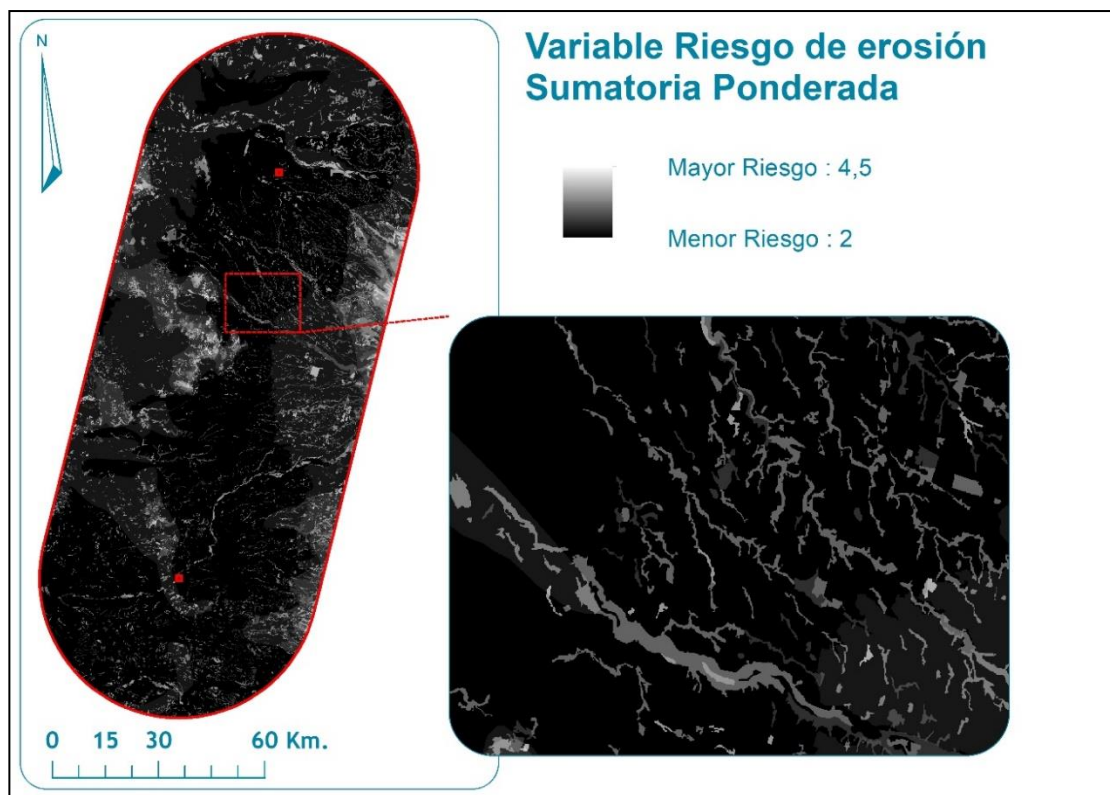 N
Variable Riesgo de erosión
Sumatoria Ponderada
Mayor Riesgo : 4,5
Menor Riesgo : 2
0 15 30 60 Km.